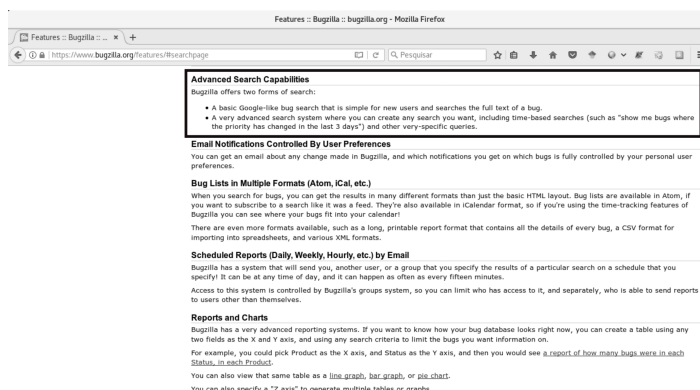 Features :: Bugzilla :: bugzilla.org - Mozilla Firefox
Features :: Bugzilla :: ... × +
https://www.bugzilla.org/features/#searchpage
Pesquisar
Advanced Search Capabilities
Bugzilla offers two forms of search:
• A basic Google-like bug search that is simple for new users and searches the full text of a bug.
• A very advanced search system where you can create any search you want, including time-based searches (such as "show me bugs where
the priority has changed in the last 3 days") and other very-specific queries.
Email Notifications Controlled By User Preferences
You can get an email about any change made in Bugzilla, and which notifications you get on which bugs is fully controlled by your personal user
preferences.
Bug Lists in Multiple Formats (Atom, iCal, etc.)
When you search for bugs, you can get the results in many different formats than just the basic HTML layout. Bug lists are available in Atom, if
you want to subscribe to a search like it was a feed. They're also available in iCalendar format, so if you're using the time-tracking features of
Bugzilla you can see where your bugs fit into your calendar!
There are even more formats available, such as a long, printable report format that contains all the details of every bug, a CSV format for
importing into spreadsheets, and various XML formats.
Scheduled Reports (Daily, Weekly, Hourly, etc.) by Email
Bugzilla has a system that will send you, another user, or a group that you specify the results of a particular search on a schedule that you
specify! It can be at any time of day, and it can happen as often as every fifteen minutes.
Access to this system is controlled by Bugzilla's groups system, so you can limit who has access to it, and separately, who is able to send reports
to users other than themselves.
Reports and Charts
Bugzilla has a very advanced reporting systems. If you want to know how your bug database looks right now, you can create a table using any
two fields as the X and Y axis, and using any search criteria to limit the bugs you want information on.
For example, you could pick Product as the X axis, and Status as the Y axis, and then you would see a report of how many bugs were in each
Status, in each Product.
You can also view that same table as a line graph, bar graph, or pie chart.
You can also specify a "Z axis" to generate multiple tables or graphs.